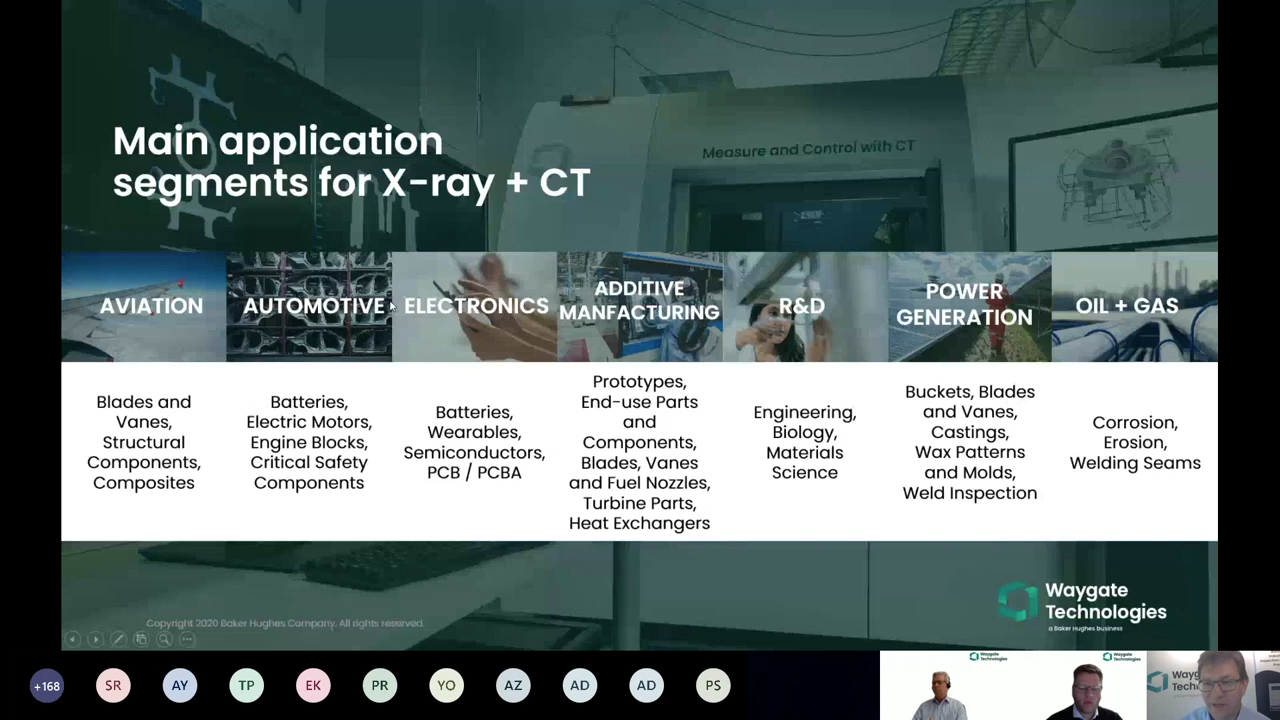 Main application
segments for X-ray + CT
Measure and Control with CT
AVIATION
AUTOMOTIVE
ELECTRONICS
ADDITIVE
MANFACTURING
R&D
POWER
GENERATION
OIL + GAS
Blades and
Vanes,
Structural
Components,
Composites
Batteries,
Electric Motors,
Engine Blocks,
Critical Safety
Components
Batteries,
Wearables,
Semiconductors,
PCB / PCBA
Prototypes,
End-use Parts
and
Components,
Blades, Vanes
and Fuel Nozzles,
Turbine Parts,
Heat Exchangers
Engineering,
Biology,
Materials
Science
Buckets, Blades
and Vanes,
Castings,
Wax Patterns
and Molds,
Weld Inspection
Corrosion,
Erosion,
Welding Seams
Waygate
Technologies
a Baker Hughes business
Copyright 2020 Baker Hughes Company. All rights reserved.
+168
SR
AY
TP
EK
PR
YO
AZ
AD
AD
PS
Waygate
Technologies
Waygate
Technologies